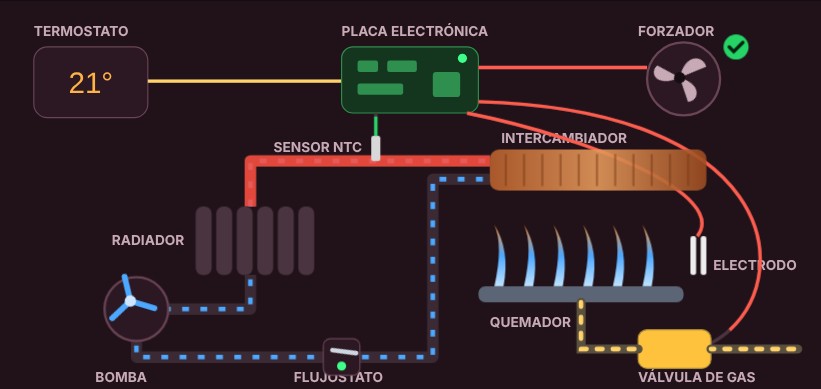 TERMOSTATO
PLACA ELECTRÓNICA
FORZADOR
21°
SENSOR NTC
INTERCAMBIADOR
RADIADOR
ELECTRODO
QUEMADOR
BOMBA
FLUJOSTATO
VÁLVULA DE GAS